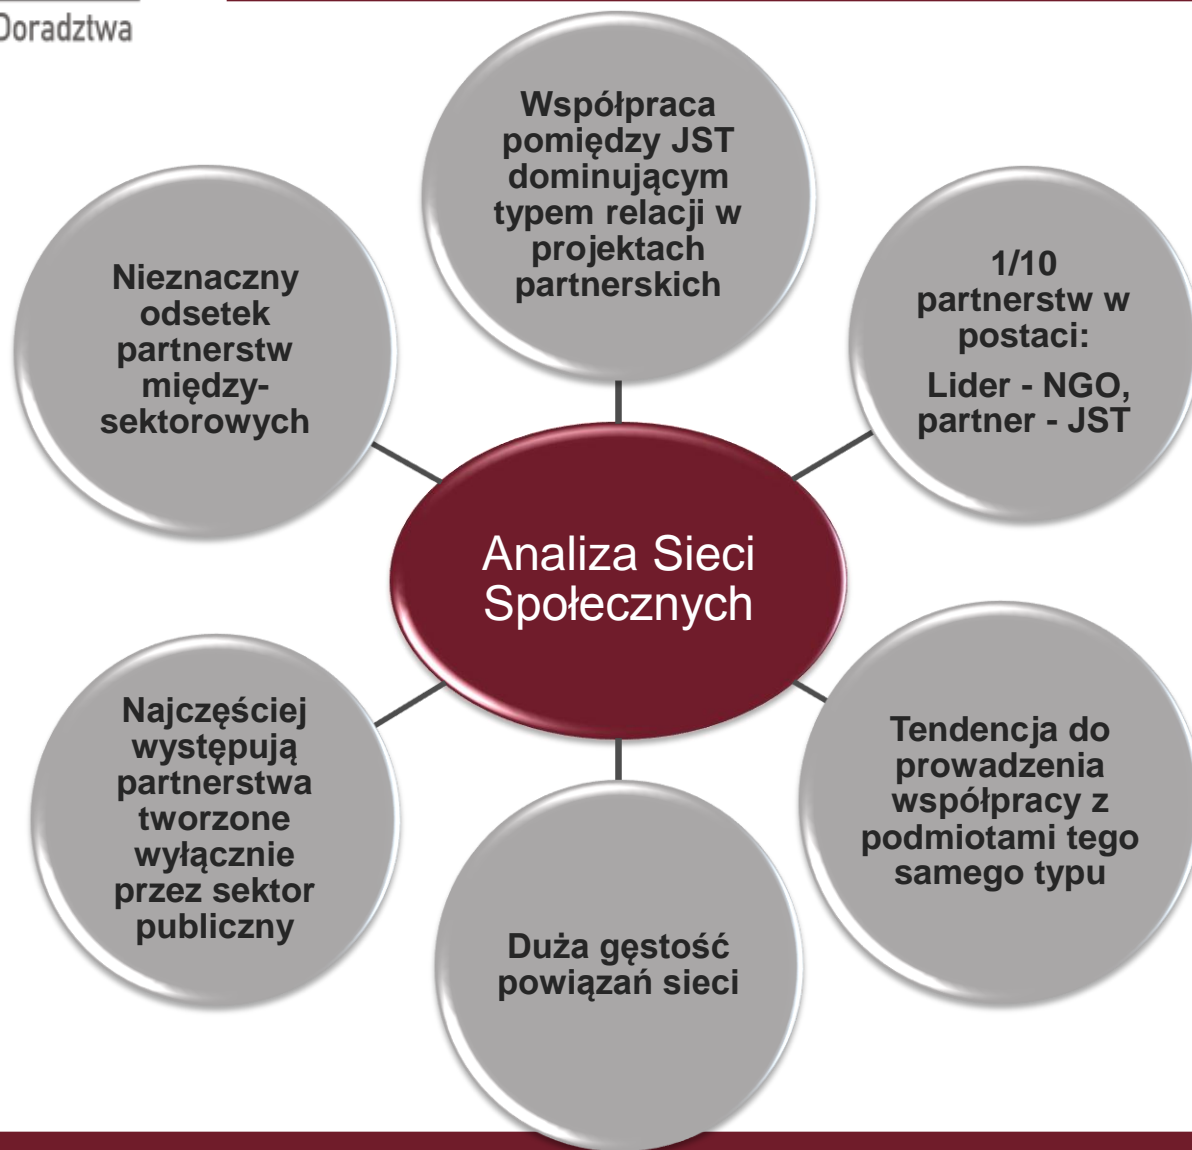 Doradztwa
Współpraca
pomiędzy JST
dominującym
typem relacji w
projektach
partnerskich
1/10
partnerstw w
postaci:
Lider - NGO,
partner - JST
Tendencja do
prowadzenia
współpracy z
podmiotami tego
samego typu
Duża gęstość
powiązań sieci
Najczęściej
występują
partnerstwa
tworzone
wyłącznie
przez sektor
publiczny
Nieznaczny
odsetek
partnerstw
między-
sektorowych
Analiza Sieci
Społecznych